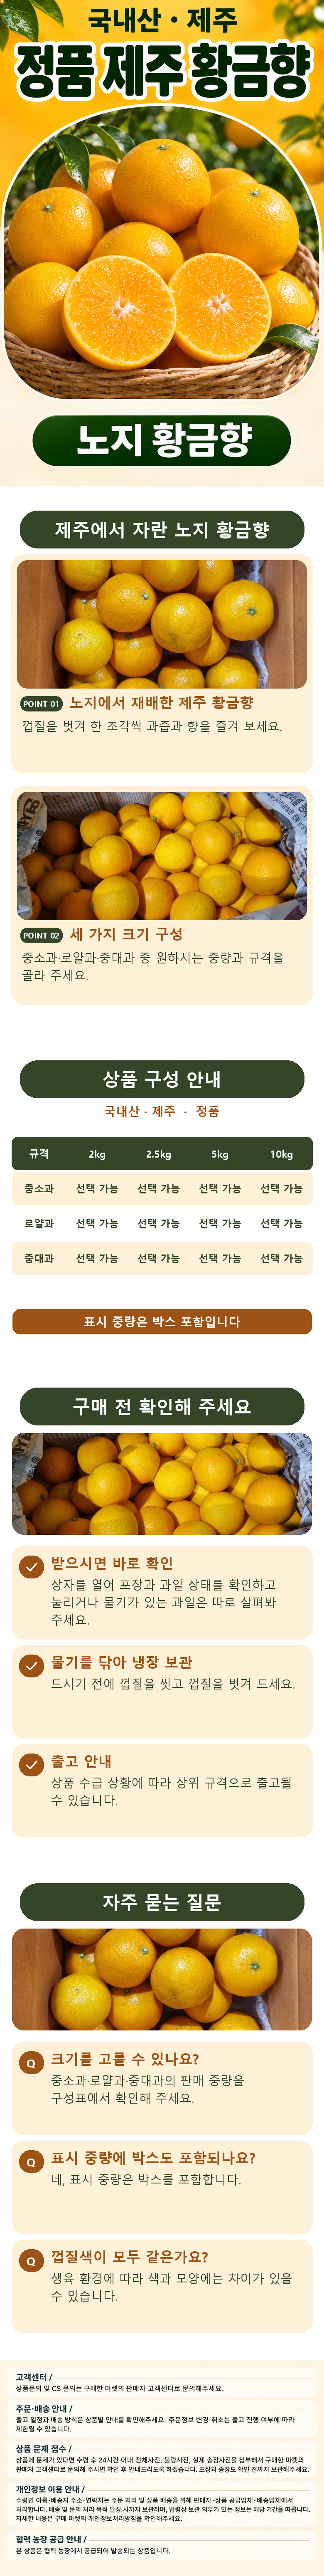 국내산 · 제주
정품 제주 황금향
노지 황금향
제주에서 자란 노지 황금향
POINT 01 노지에서 재배한 제주 황금향
껍질을 벗겨 한 조각씩 과즙과 향을 즐겨 보세요.
POINT 02 세 가지 크기 구성
중소과·로얄과·중대과 중 원하시는 중량과 규격을
골라 주세요.
상품 구성 안내
국내산 · 제주 · 정품
규격 2kg 2.5kg 5kg 10kg
중소과 선택 가능 선택 가능 선택 가능 선택 가능
로얄과 선택 가능 선택 가능 선택 가능 선택 가능
중대과 선택 가능 선택 가능 선택 가능 선택 가능
표시 중량은 박스 포함입니다
구매 전 확인해 주세요
받으시면 바로 확인
상자를 열어 포장과 과일 상태를 확인하고
눌리거나 물기가 있는 과일은 따로 살펴봐
주세요.
물기를 닦아 냉장 보관
드시기 전에 껍질을 씻고 껍질을 벗겨 드세요.
출고 안내
상품 수급 상황에 따라 상위 규격으로 출고될
수 있습니다.
자주 묻는 질문
Q 크기를 고를 수 있나요?
중소과·로얄과·중대과의 판매 중량을
구성표에서 확인해 주세요.
Q 표시 중량에 박스도 포함되나요?
네, 표시 중량은 박스를 포함합니다.
Q 껍질색이 모두 같은가요?
생육 환경에 따라 색과 모양에는 차이가 있을
수 있습니다.
고객센터 /
상품문의 및 CS 문의는 구매한 마켓의 판매자 고객센터로 문의해주세요.
주문·배송 안내 /
출고 일정과 배송 방식은 상품별 안내를 확인해주세요. 주문정보 변경·취소는 출고 진행 여부에 따라
제한될 수 있습니다.
상품 문제 접수 /
상품에 문제가 있다면 수령 후 24시간 이내 전체사진, 불량사진, 실제 송장사진을 첨부해서 구매한 마켓의
판매자 고객센터로 문의해 주시면 확인 후 안내드리도록 하겠습니다. 포장과 송장도 확인 전까지 보관해주세요.
개인정보 이용 안내 /
수령인 이름·배송지 주소·연락처는 주문 처리 및 상품 배송을 위해 판매자·상품 공급업체·배송업체에서
처리합니다. 배송 및 문의 처리 목적 달성 시까지 보관하며, 법령상 보관 의무가 있는 정보는 해당 기간을 따릅니다.
자세한 내용은 구매 마켓의 개인정보처리방침을 확인해주세요.
협력 농장 공급 안내 /
본 상품은 협력 농장에서 공급되어 발송되는 상품입니다.